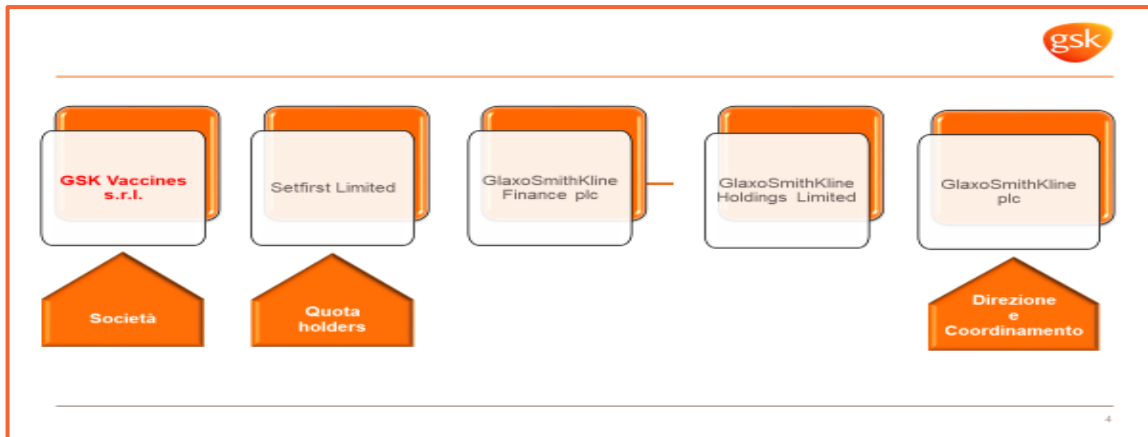 gsk
GSK Vaccines
s.r.l.
Setfirst Limited
GlaxoSmithKline
Finance plc
GlaxoSmithKline
Holdings Limited
GlaxoSmithKline
plc
Società
Quota
holders
Direzione
e
Coordinamento
4